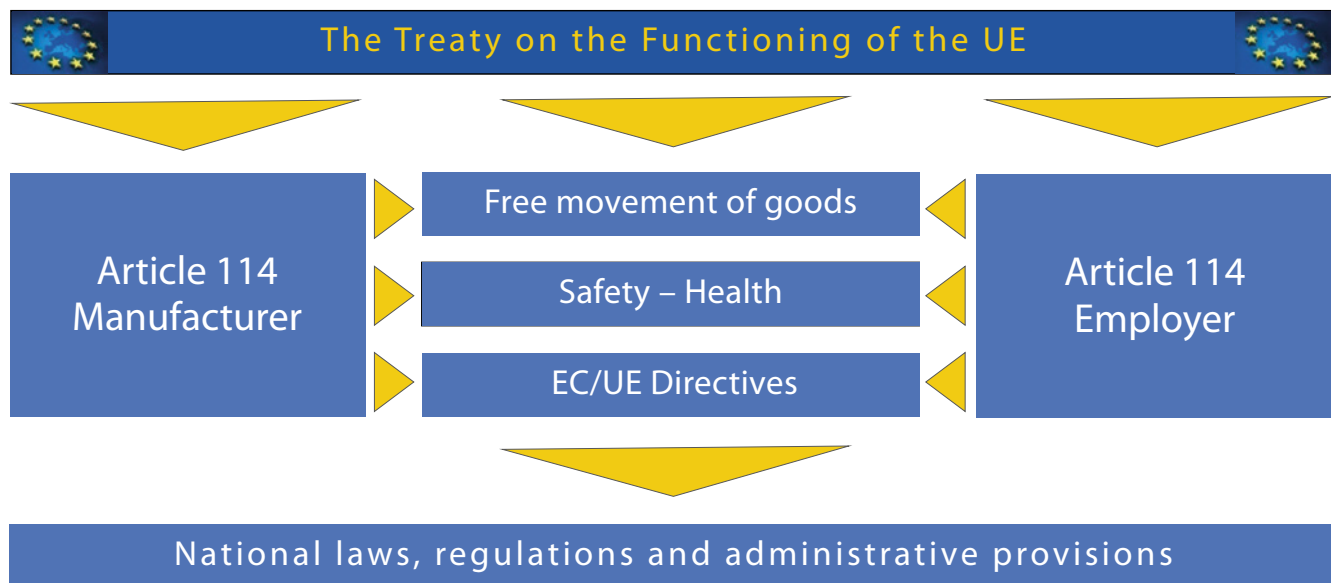 The Treaty on the Functioning of the UE
Article 114
Manufacturer
Free movement of goods
Safety – Health
EC/UE Directives
Article 114
Employer
National laws, regulations and administrative provisions